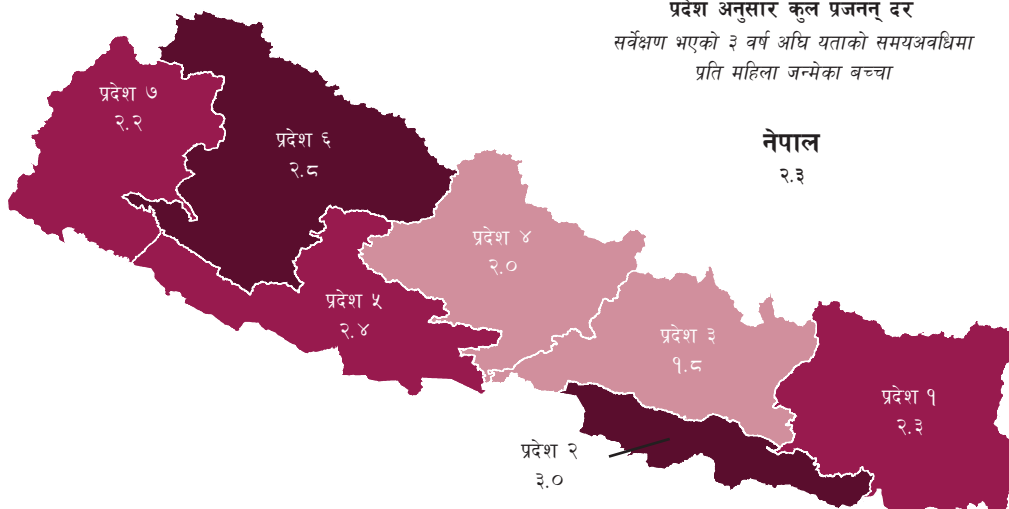 प्रदेश अनुसार कुल प्रजनन् दर
सर्वेक्षण भएको ३ वर्ष अघि यताको समयअवधिमा
प्रति महिला जन्मेका बच्चा
नेपाल
२.३
प्रदेश ७
२.२
प्रदेश ६
२.८
प्रदेश ४
२.०
प्रदेश ५
२.४
प्रदेश ३
१.८
प्रदेश १
२.३
प्रदेश २
३.०